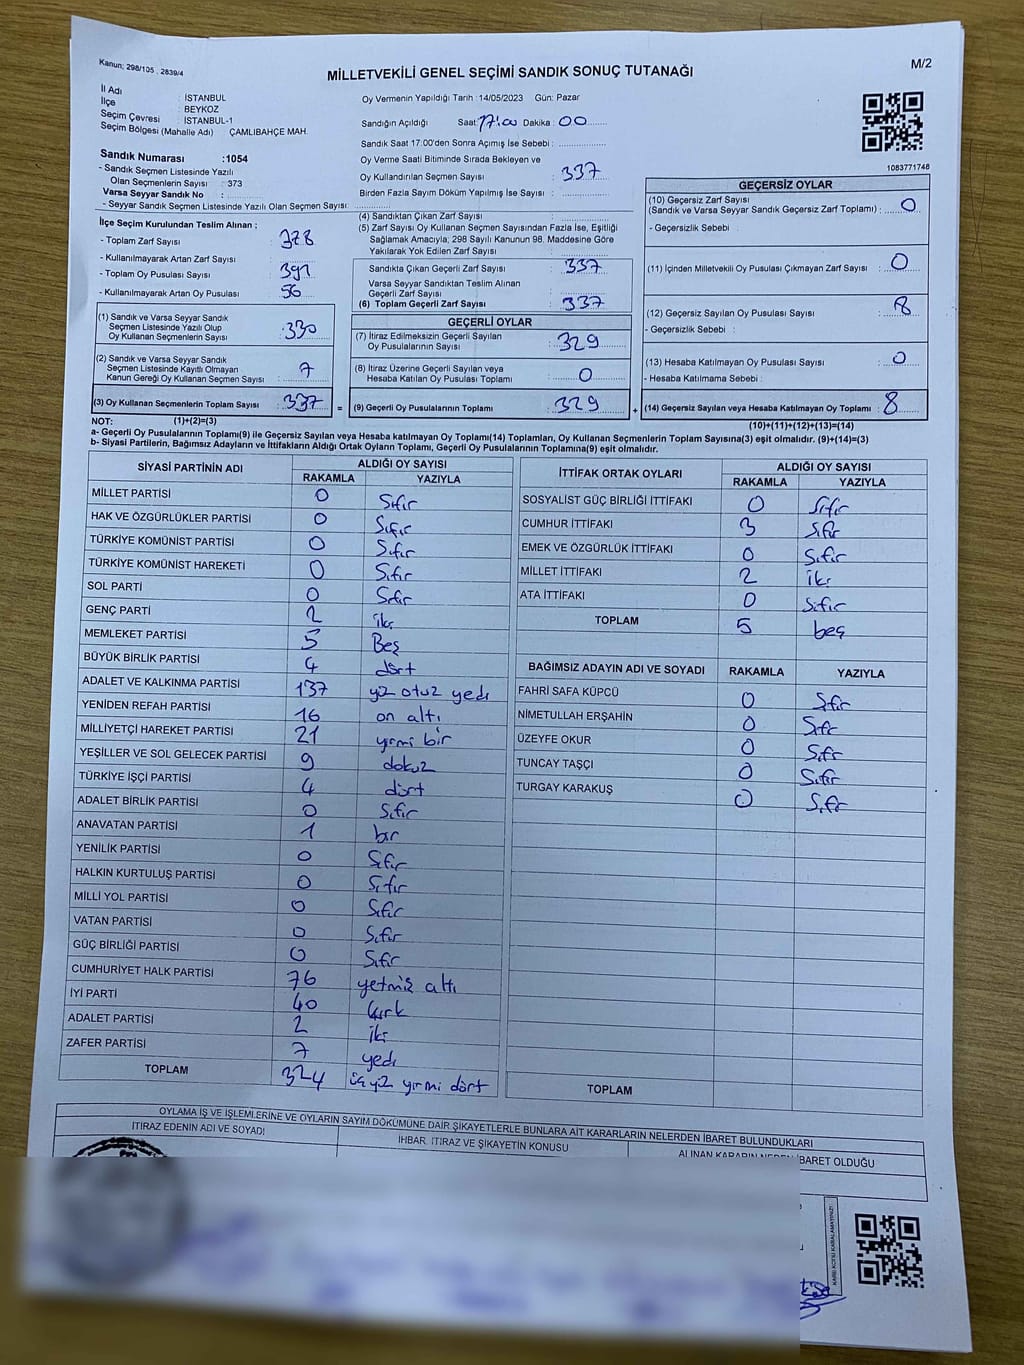 Kanun; 298/105 , 2839/4
M/2
MİLLETVEKİLİ GENEL SEÇİMİ SANDIK SONUÇ TUTANAĞI
İl Adı : İSTANBUL
İlçe : BEYKOZ
Seçim Çevresi : İSTANBUL-1
Seçim Bölgesi (Mahalle Adı) ÇAMLIBAHÇE MAH.
Sandık Numarası :1054
- Sandık Seçmen Listesinde Yazılı
Olan Seçmenlerin Sayısı : 373
Varsa Seyyar Sandık No :
- Seyyar Sandık Seçmen Listesinde Yazılı Olan Seçmen Sayısı:
Oy Vermenin Yapıldığı Tarih :14/05/2023 Gün: Pazar
Sandığın Açıldığı Saat:17:00 Dakika:00
Sandık Saat 17.00'den Sonra Açımış İse Sebebi :
Oy Verme Saati Bitiminde Sırada Bekleyen ve
Oy Kullandırılan Seçmen Sayısı : 337
Birden Fazla Sayım Döküm Yapılmış İse Sayısı :
1083771748
İlçe Seçim Kurulundan Teslim Alınan ;
- Toplam Zarf Sayısı : 378
- Kullanılmayarak Artan Zarf Sayısı :
- Toplam Oy Pusulası Sayısı : 391
- Kullanılmayarak Artan Oy Pusulası : 56
(1) Sandık ve Varsa Seyyar Sandık
Seçmen Listesinde Yazılı Olup
Oy Kullanan Seçmenlerin Sayısı : 330
(2) Sandık ve Varsa Seyyar Sandık
Seçmen Listesinde Kayıtlı Olmayan
Kanun Gereği Oy Kullanan Seçmen Sayısı : 7
(3) Oy Kullanan Seçmenlerin Toplam Sayısı : 337
(4) Sandıktan Çıkan Zarf Sayısı :
(5) Zarf Sayısı Oy Kullanan Seçmen Sayısından Fazla İse, Eşitliği
Sağlamak Amacıyla; 298 Sayılı Kanunun 98. Maddesine Göre
Yakılarak Yok Edilen Zarf Sayısı :
Sandıkta Çıkan Geçerli Zarf Sayısı : 337
Varsa Seyyar Sandıktan Teslim Alınan
Geçerli Zarf Sayısı :
(6) Toplam Geçerli Zarf Sayısı : 337
GEÇERLİ OYLAR
(7) İtiraz Edilmeksizin Geçerli Sayılan
Oy Pusulalarının Sayısı : 329
(8) İtiraz Üzerine Geçerli Sayılan veya
Hesaba Katılan Oy Pusulası Toplamı : 0
= (9) Geçerli Oy Pusulalarının Toplamı : 329
GEÇERSİZ OYLAR
(10) Geçersiz Zarf Sayısı
(Sandık ve Varsa Seyyar Sandık Geçersiz Zarf Toplamı) : 0
- Geçersizlik Sebebi :
(11) İçinden Milletvekili Oy Pusulası Çıkmayan Zarf Sayısı : 0
(12) Geçersiz Sayılan Oy Pusulası Sayısı : 8
- Geçersizlik Sebebi :
(13) Hesaba Katılmayan Oy Pusulası Sayısı : 0
- Hesaba Katılmama Sebebi :
+ (14) Geçersiz Sayılan veya Hesaba Katılmayan Oy Toplamı : 8
NOT: (1)+(2)=(3)
(10)+(11)+(12)+(13)=(14)
a- Geçerli Oy Pusulalarının Toplamı(9) ile Geçersiz Sayılan veya Hesaba katılmayan Oy Toplamı(14) Toplamları, Oy Kullanan Seçmenlerin Toplam Sayısına(3) eşit olmalıdır. (9)+(14)=(3)
b- Siyasi Partilerin, Bağımsız Adayların ve İttifakların Aldığı Ortak Oyların Toplamı, Geçerli Oy Pusulalarının Toplamına(9) eşit olmalıdır.
SİYASİ PARTİNİN ADI ALDIĞI OY SAYISI
RAKAMLA YAZIYLA
MİLLET PARTİSİ 0 Sıfır
HAK VE ÖZGÜRLÜKLER PARTİSİ 0 Sıfır
TÜRKİYE KOMÜNİST PARTİSİ 0 Sıfır
TÜRKİYE KOMÜNİST HAREKETİ 0 Sıfır
SOL PARTİ 0 Sıfır
GENÇ PARTİ 2 iki
MEMLEKET PARTİSİ 5 Beş
BÜYÜK BİRLİK PARTİSİ 4 dört
ADALET VE KALKINMA PARTİSİ 137 yüz otuz yedi
YENİDEN REFAH PARTİSİ 16 on altı
MİLLİYETÇİ HAREKET PARTİSİ 21 yirmi bir
YEŞİLLER VE SOL GELECEK PARTİSİ 9 dokuz
TÜRKİYE İŞÇİ PARTİSİ 4 dört
ADALET BİRLİK PARTİSİ 0 Sıfır
ANAVATAN PARTİSİ 1 bir
YENİLİK PARTİSİ 0 Sıfır
HALKIN KURTULUŞ PARTİSİ 0 Sıfır
MİLLİ YOL PARTİSİ 0 Sıfır
VATAN PARTİSİ 0 Sıfır
GÜÇ BİRLİĞİ PARTİSİ 0 Sıfır
CUMHURİYET HALK PARTİSİ 76 yetmiş altı
İYİ PARTİ 40 kırk
ADALET PARTİSİ 2 iki
ZAFER PARTİSİ 7 yedi
TOPLAM 324 üçyüz yirmi dört
İTTİFAK ORTAK OYLARI ALDIĞI OY SAYISI
RAKAMLA YAZIYLA
SOSYALİST GÜÇ BİRLİĞİ İTTİFAKI 0 Sıfır
CUMHUR İTTİFAKI 3 Sıfır
EMEK VE ÖZGÜRLÜK İTTİFAKI 0 Sıfır
MİLLET İTTİFAKI 2 iki
ATA İTTİFAKI 0 Sıfır
TOPLAM 5 beş
BAĞIMSIZ ADAYIN ADI VE SOYADI RAKAMLA YAZIYLA
FAHRİ SAFA KÜPCÜ 0 Sıfır
NİMETULLAH ERŞAHİN 0 Sıfır
ÜZEYFE OKUR 0 Sıfır
TUNCAY TAŞÇI 0 Sıfır
TURGAY KARAKUŞ 0 Sıfır
TOPLAM
OYLAMA İŞ VE İŞLEMLERİNE VE OYLARIN SAYIM DÖKÜMÜNE DAİR ŞİKAYETLERLE BUNLARA AİT KARARLARIN NELERDEN İBARET BULUNDUKLARI
İTİRAZ EDENİN ADI VE SOYADI İHBAR, İTİRAZ VE ŞİKAYETİN KONUSU ALINAN KARARIN NEDEN İBARET OLDUĞU